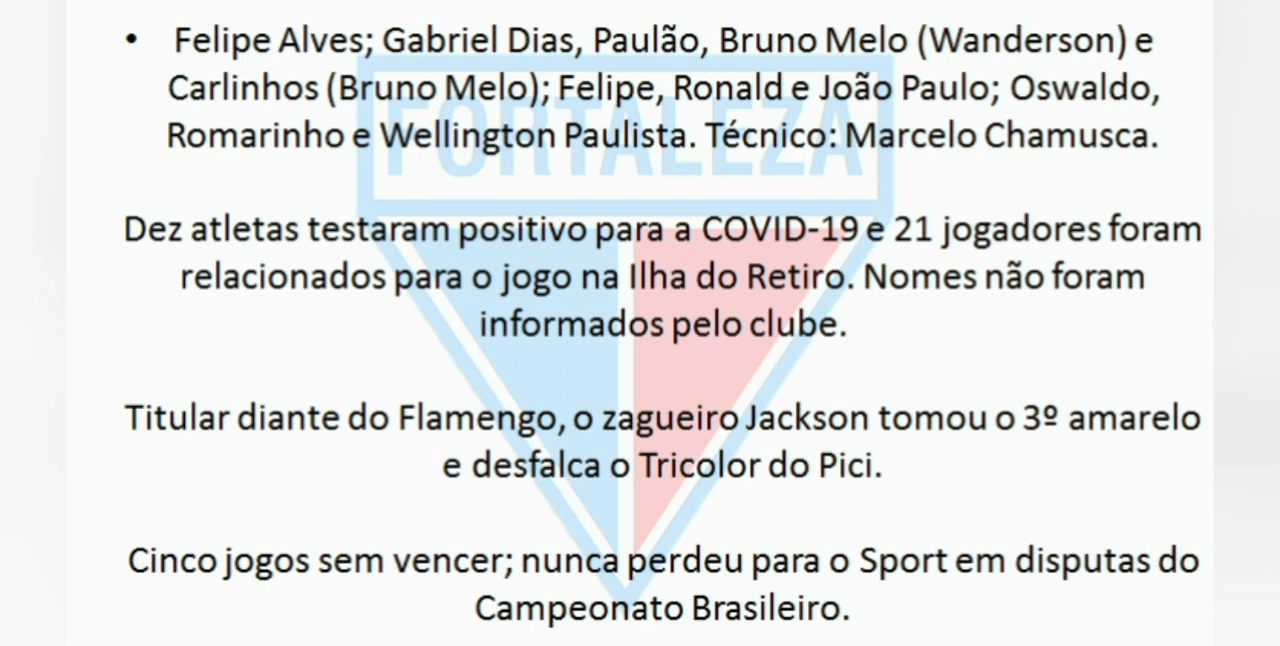 • Felipe Alves; Gabriel Dias, Paulão, Bruno Melo (Wanderson) e
Carlinhos (Bruno Melo); Felipe, Ronald e João Paulo; Oswaldo,
Romarinho e Wellington Paulista. Técnico: Marcelo Chamusca.
FORTALEZA
Dez atletas testaram positivo para a COVID-19 e 21 jogadores foram
relacionados para o jogo na Ilha do Retiro. Nomes não foram
informados pelo clube.
Titular diante do Flamengo, o zagueiro Jackson tomou o 3º amarelo
e desfalca o Tricolor do Pici.
Cinco jogos sem vencer; nunca perdeu para o Sport em disputas do
Campeonato Brasileiro.